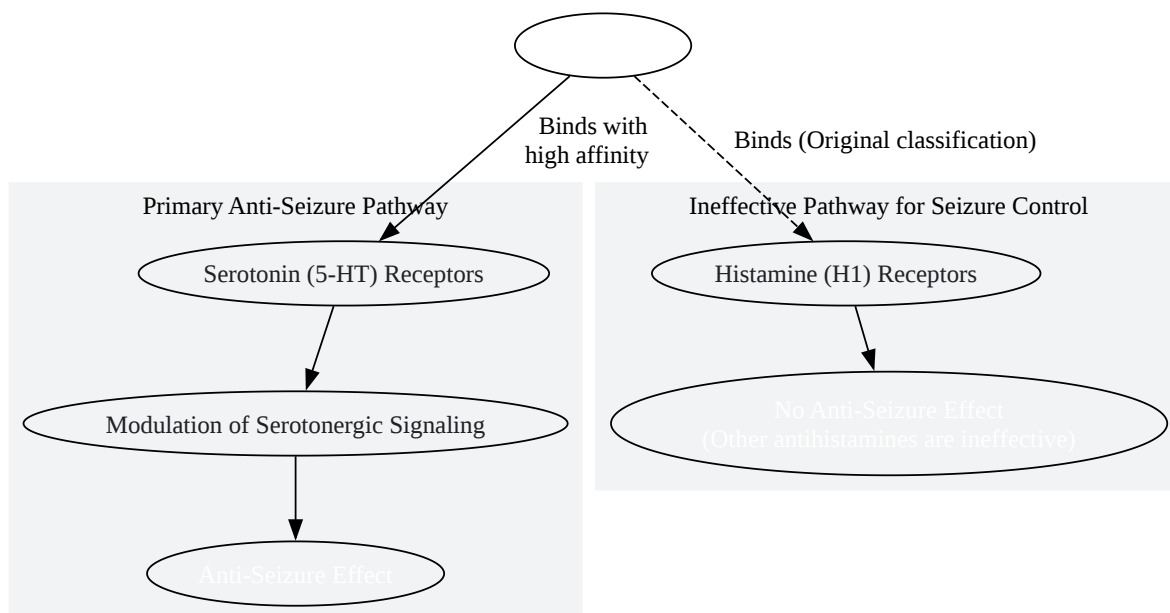 Binds with
high affinity
Binds (Original classification)
Primary Anti-Seizure Pathway
Ineffective Pathway for Seizure Control
Serotonin (5-HT) Receptors
Histamine (H1) Receptors
Modulation of Serotonergic Signaling
No Anti-Seizure Effect
(Other antihistamines are ineffective)
Anti-Seizure Effect